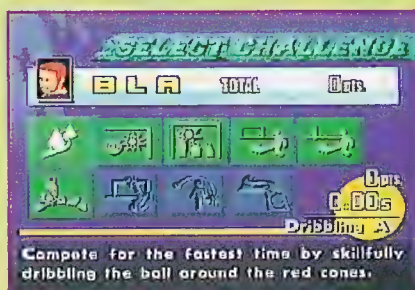 SELECT CHALLENGE
BLA TOTAL 0pts.
0pts.
0.00s
Dribbling A
Compete for the fastest time by skillfully
dribbling the ball around the red cones.